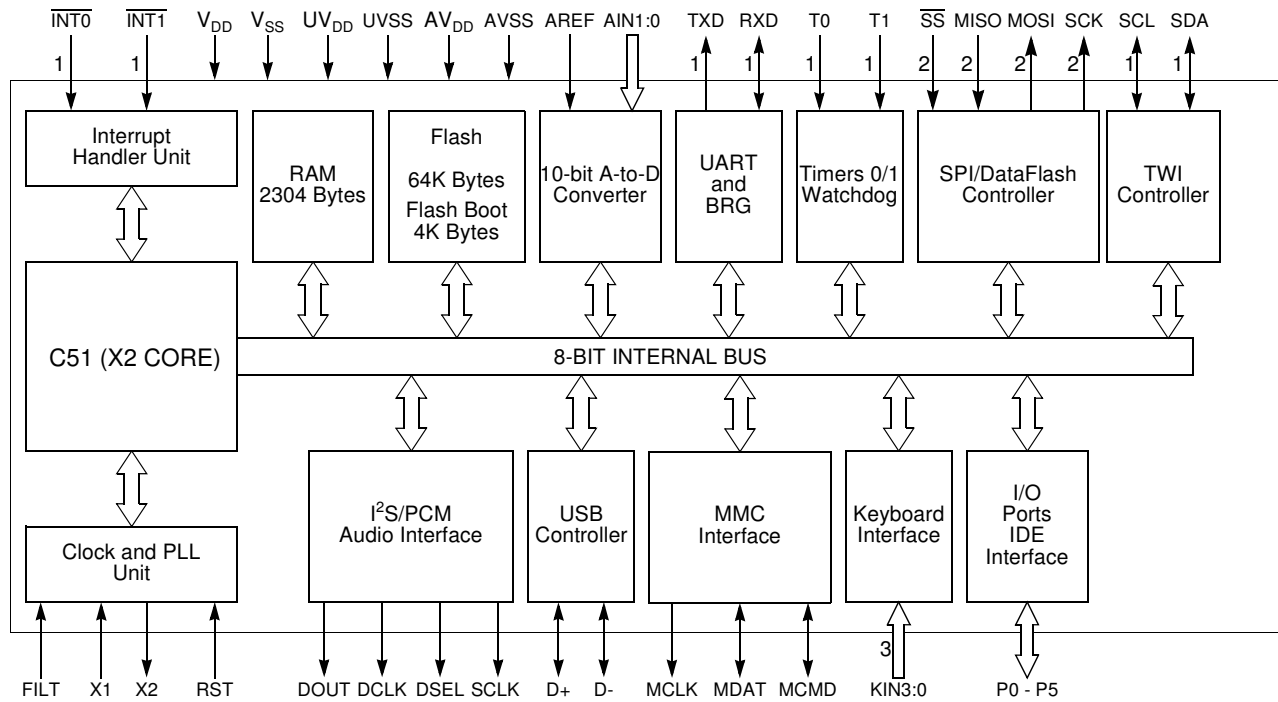 INT0 INT1 VDD VSS UVDD UVSS AVDD AVSS AREF AIN1:0 TXD RXD T0 T1 SS MISO MOSI SCK SCL SDA
1 1 1 1 1 1 2 2 2 2 1 1
Interrupt
Handler Unit
RAM
2304 Bytes
Flash
64K Bytes
Flash Boot
4K Bytes
10-bit A-to-D
Converter
UART
and
BRG
Timers 0/1
Watchdog
SPI/DataFlash
Controller
TWI
Controller
C51 (X2 CORE)
8-BIT INTERNAL BUS
Clock and PLL
Unit
I²S/PCM
Audio Interface
USB
Controller
MMC
Interface
Keyboard
Interface
I/O
Ports
IDE
Interface
3
FILT X1 X2 RST DOUT DCLK DSEL SCLK D+ D- MCLK MDAT MCMD KIN3:0 P0 - P5